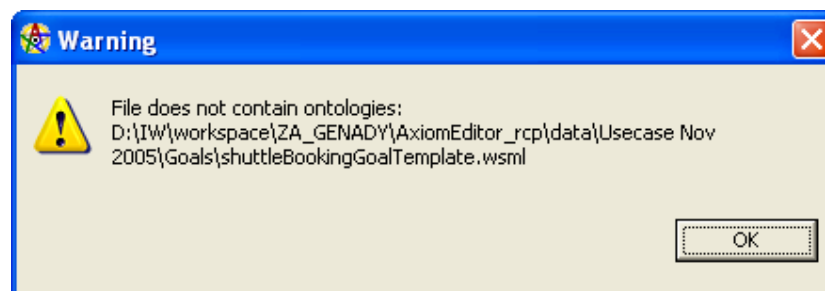 Warning
File does not contain ontologies:
D:\IW\workspace\ZA_GENADY\AxiomEditor_rcp\data\Usecase Nov
2005\Goals\shuttleBookingGoalTemplate.wsml
OK